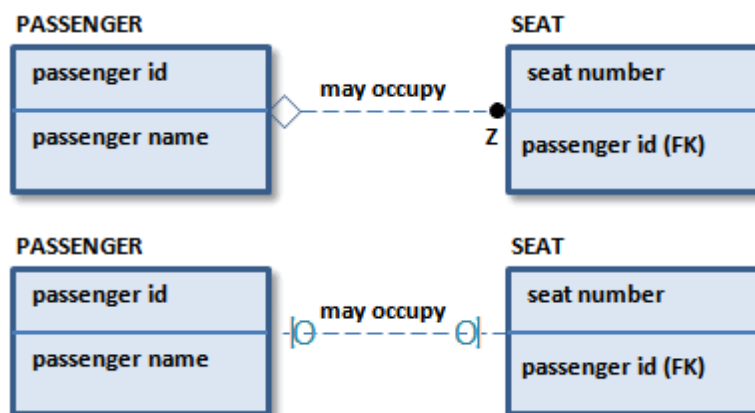 PASSENGER SEAT
passenger id seat number
may occupy
passenger name Z passenger id (FK)
PASSENGER SEAT
passenger id seat number
may occupy
passenger name passenger id (FK)